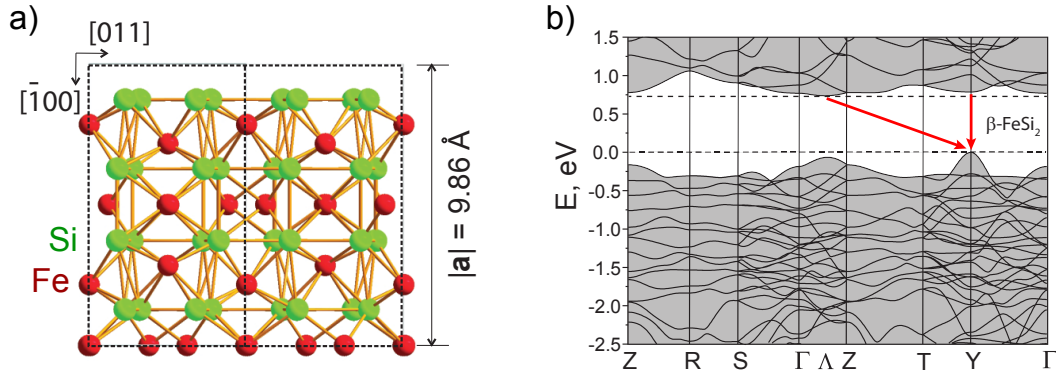 a)
[011]
[1̄00]
Si
Fe
|a| = 9.86 Å
b)
E, eV
1.5
1.0
0.5
0.0
-0.5
-1.0
-1.5
-2.0
-2.5
β-FeSi₂
Z R S Γ Λ Z T Y Γ